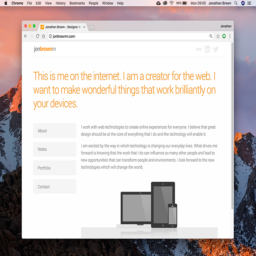 Chrome File Edit View History Bookmarks People Window Help
Jonathan Brown
Jonathan Brown - Designer
Jonathan
jonbrownm.com
jonbrownm
This is me on the internet. I am a creator for the web. I
want to make wonderful things that work brilliantly on
your devices.
About
Notes
Portfolio
Contact
I work with web technologies to create online experiences for everyone. I believe that great
design should be at the core of everything that I do and the technology will enable it.
I am excited by the way in which technology is changing our everyday lives. What drives me
forward is knowing that the work that I do can influence so many other people and lead to
new opportunities that can transform people and environments. I look forward to the new
technologies which will change the world.